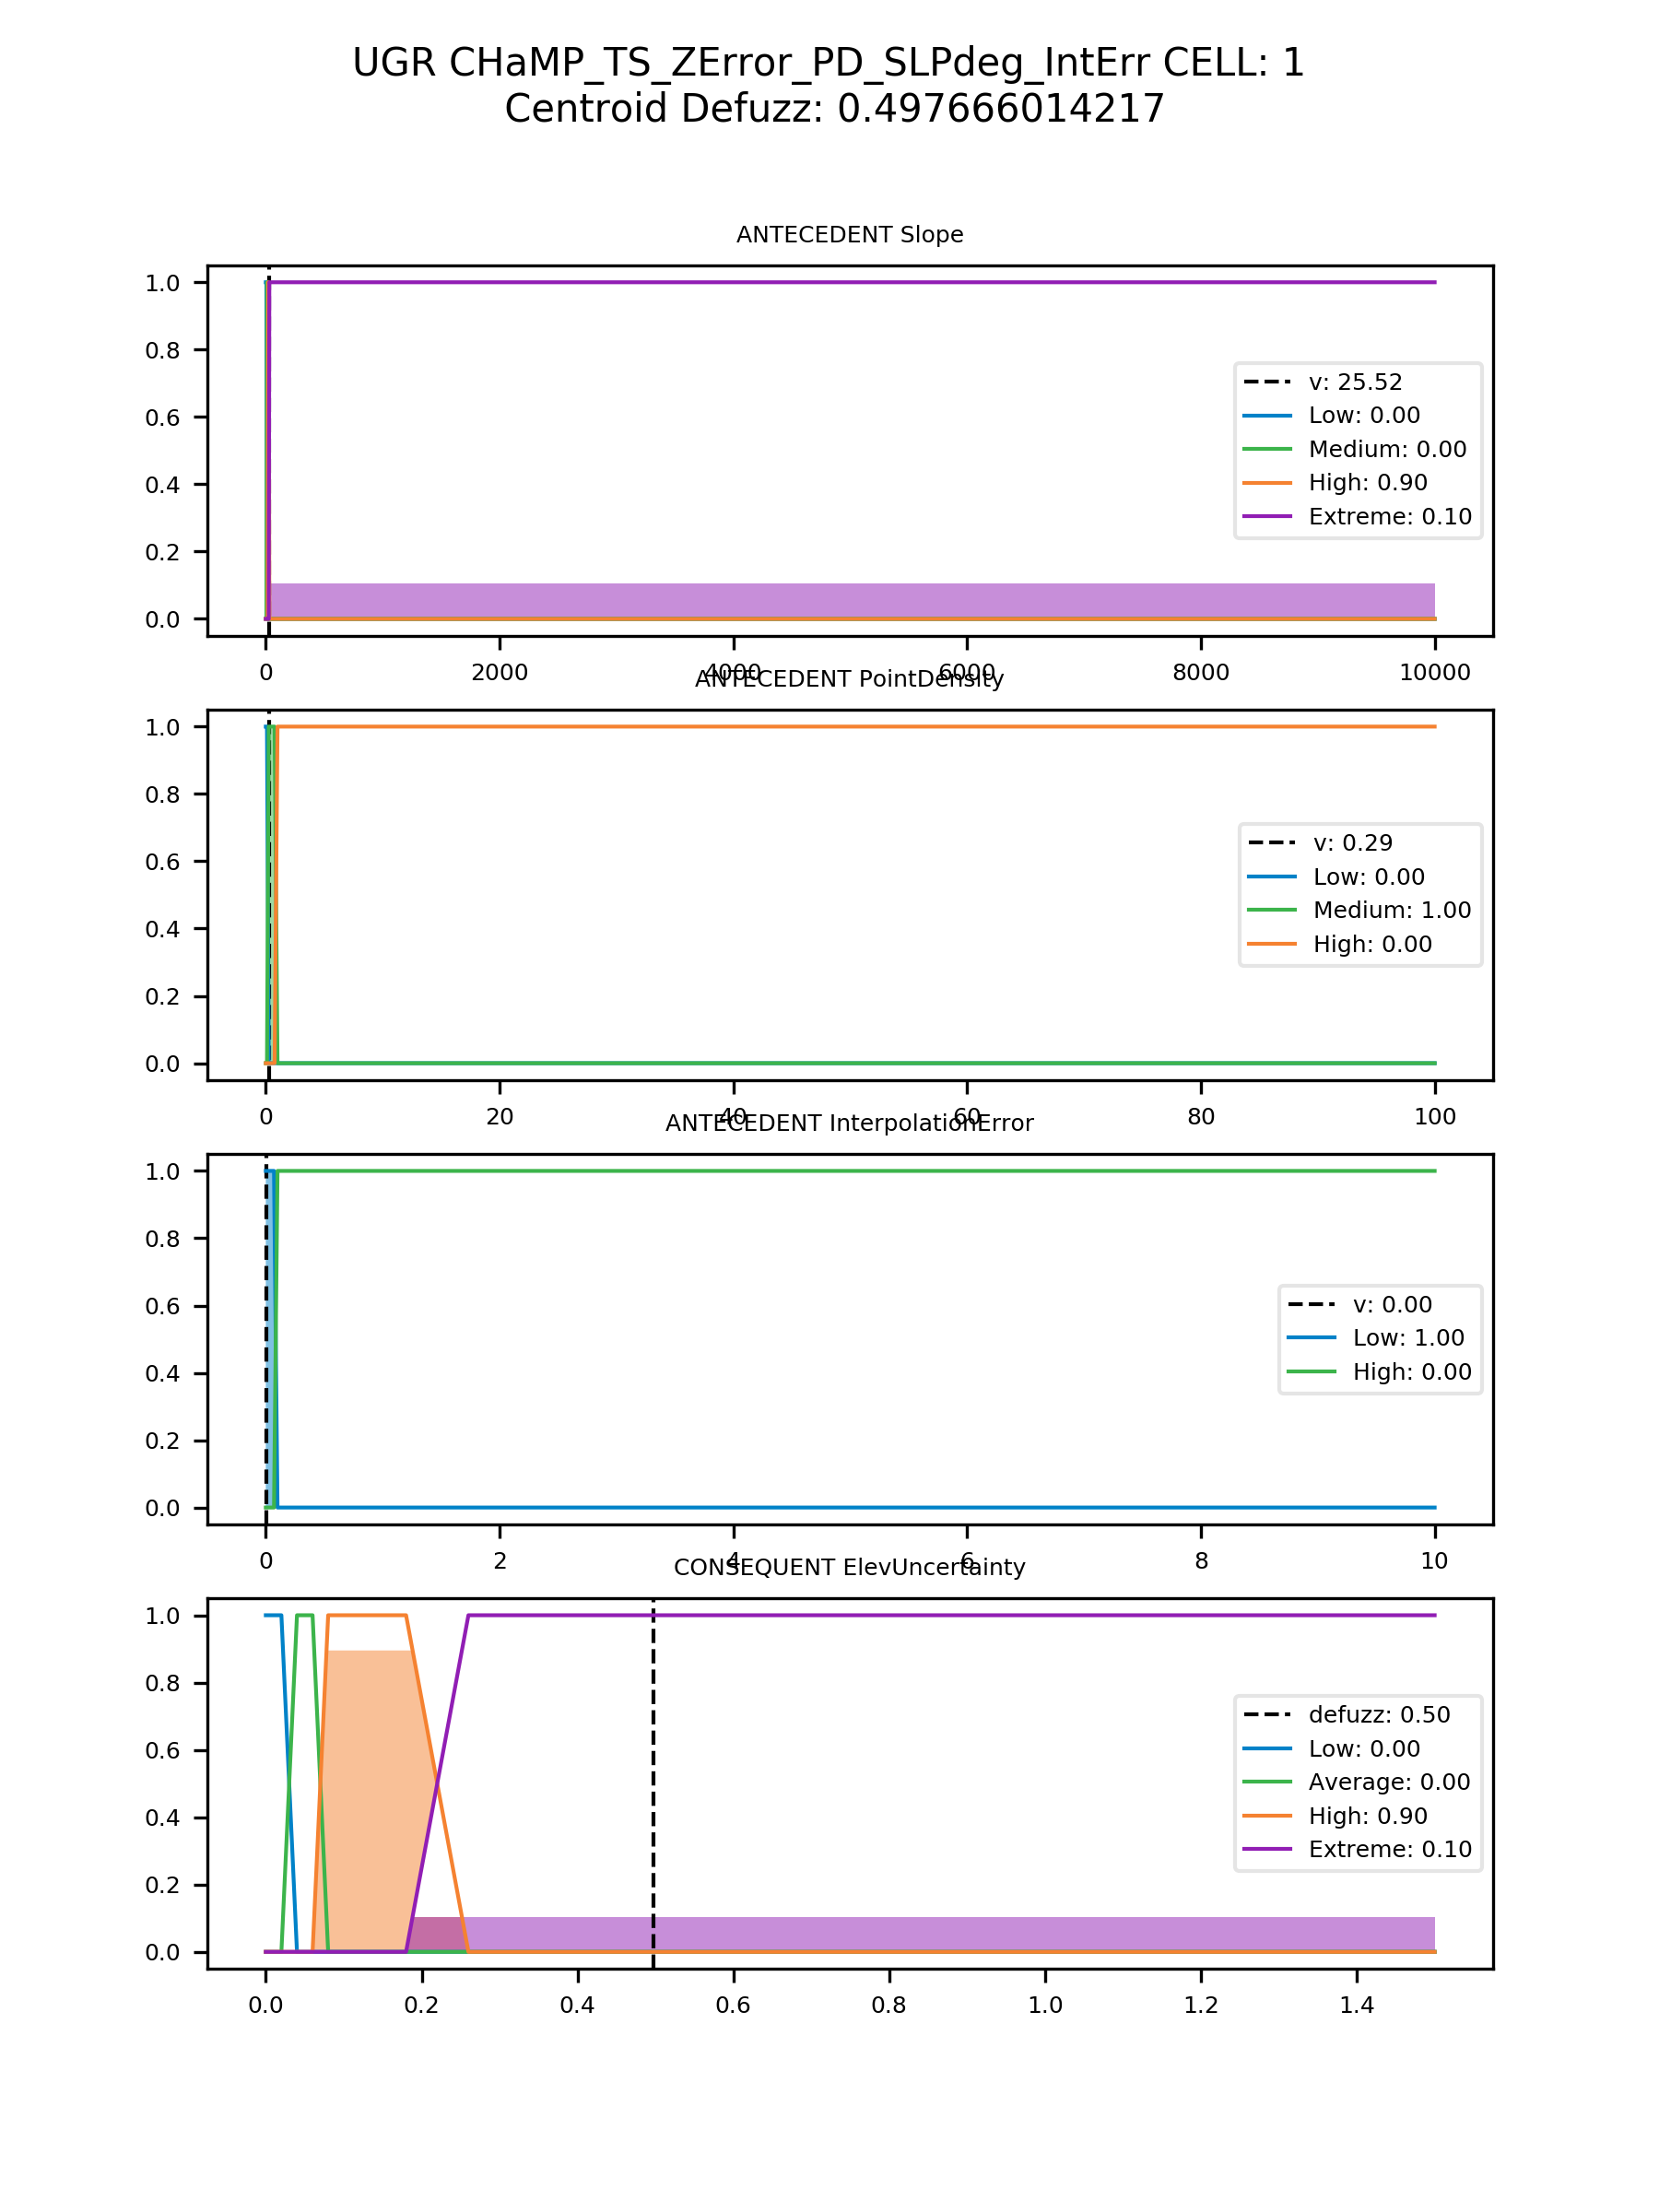 UGR CHaMP_TS_ZError_PD_SLPdeg_IntErr CELL: 1
Centroid Defuzz: 0.497666014217
ANTECEDENT Slope
1.0
0.8
0.6
0.4
0.2
0.0
v: 25.52
Low: 0.00
Medium: 0.00
High: 0.90
Extreme: 0.10
0 2000 4000 6000 8000 10000
ANTECEDENT PointDensity
1.0
0.8
0.6
0.4
0.2
0.0
v: 0.29
Low: 0.00
Medium: 1.00
High: 0.00
0 20 40 60 80 100
ANTECEDENT InterpolationError
1.0
0.8
0.6
0.4
0.2
0.0
v: 0.00
Low: 1.00
High: 0.00
0 2 4 6 8 10
CONSEQUENT ElevUncertainty
1.0
0.8
0.6
0.4
0.2
0.0
defuzz: 0.50
Low: 0.00
Average: 0.00
High: 0.90
Extreme: 0.10
0.0 0.2 0.4 0.6 0.8 1.0 1.2 1.4